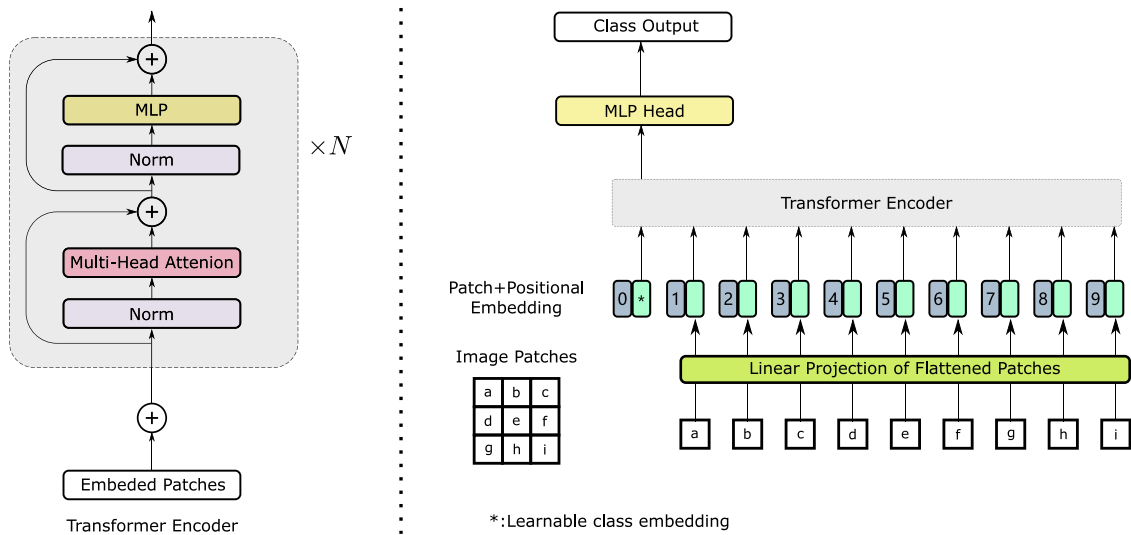 +
MLP
Norm
×N
+
Multi-Head Attenion
Norm
+
Embeded Patches
Transformer Encoder
Class Output
MLP Head
Transformer Encoder
Patch+Positional
Embedding
0 * 1 2 3 4 5 6 7 8 9
Image Patches
a b c
d e f
g h i
Linear Projection of Flattened Patches
a b c d e f g h i
*:Learnable class embedding